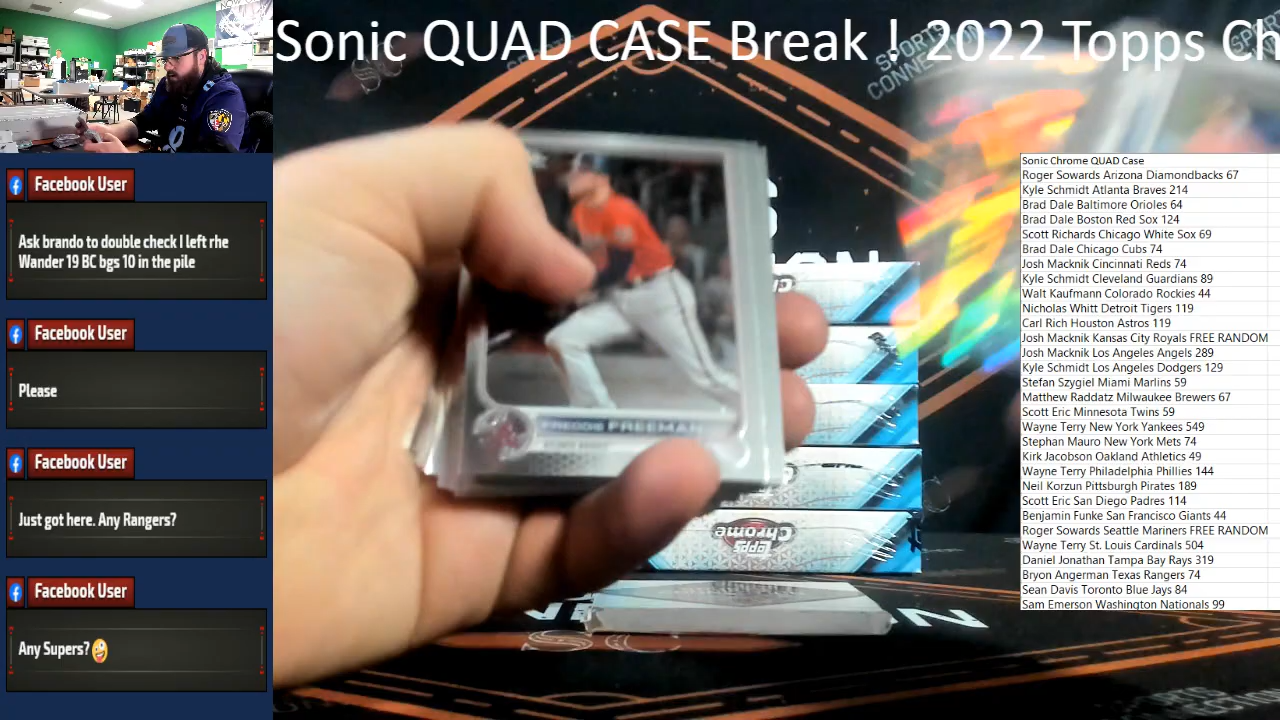 Sonic QUAD CASE Break ! 2022 Topps Ch
Facebook User
Ask brando to double check I left rhe
Wander 19 BC bgs 10 in the pile
Facebook User
Please
Facebook User
Just got here. Any Rangers?
Facebook User
Any Supers?🤪
SPORTS
CONNEC
FREDDIE FREEMAN
Topps
Chrome
Sonic Chrome QUAD Case
Roger Sowards Arizona Diamondbacks 67
Kyle Schmidt Atlanta Braves 214
Brad Dale Baltimore Orioles 64
Brad Dale Boston Red Sox 124
Scott Richards Chicago White Sox 69
Brad Dale Chicago Cubs 74
Josh Macknik Cincinnati Reds 74
Kyle Schmidt Cleveland Guardians 89
Walt Kaufmann Colorado Rockies 44
Nicholas Whitt Detroit Tigers 119
Carl Rich Houston Astros 119
Josh Macknik Kansas City Royals FREE RANDOM
Josh Macknik Los Angeles Angels 289
Kyle Schmidt Los Angeles Dodgers 129
Stefan Szygiel Miami Marlins 59
Matthew Raddatz Milwaukee Brewers 67
Scott Eric Minnesota Twins 59
Wayne Terry New York Yankees 549
Stephan Mauro New York Mets 74
Kirk Jacobson Oakland Athletics 49
Wayne Terry Philadelphia Phillies 144
Neil Korzun Pittsburgh Pirates 189
Scott Eric San Diego Padres 114
Benjamin Funke San Francisco Giants 44
Roger Sowards Seattle Mariners FREE RANDOM
Wayne Terry St. Louis Cardinals 504
Daniel Jonathan Tampa Bay Rays 319
Bryon Angerman Texas Rangers 74
Sean Davis Toronto Blue Jays 84
Sam Emerson Washington Nationals 99